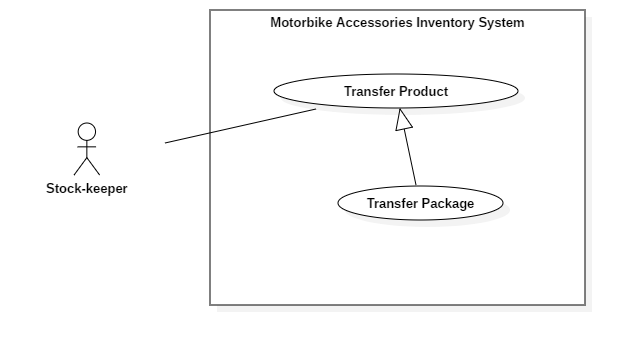 Motorbike Accessories Inventory System
Transfer Product
Stock-keeper
Transfer Package